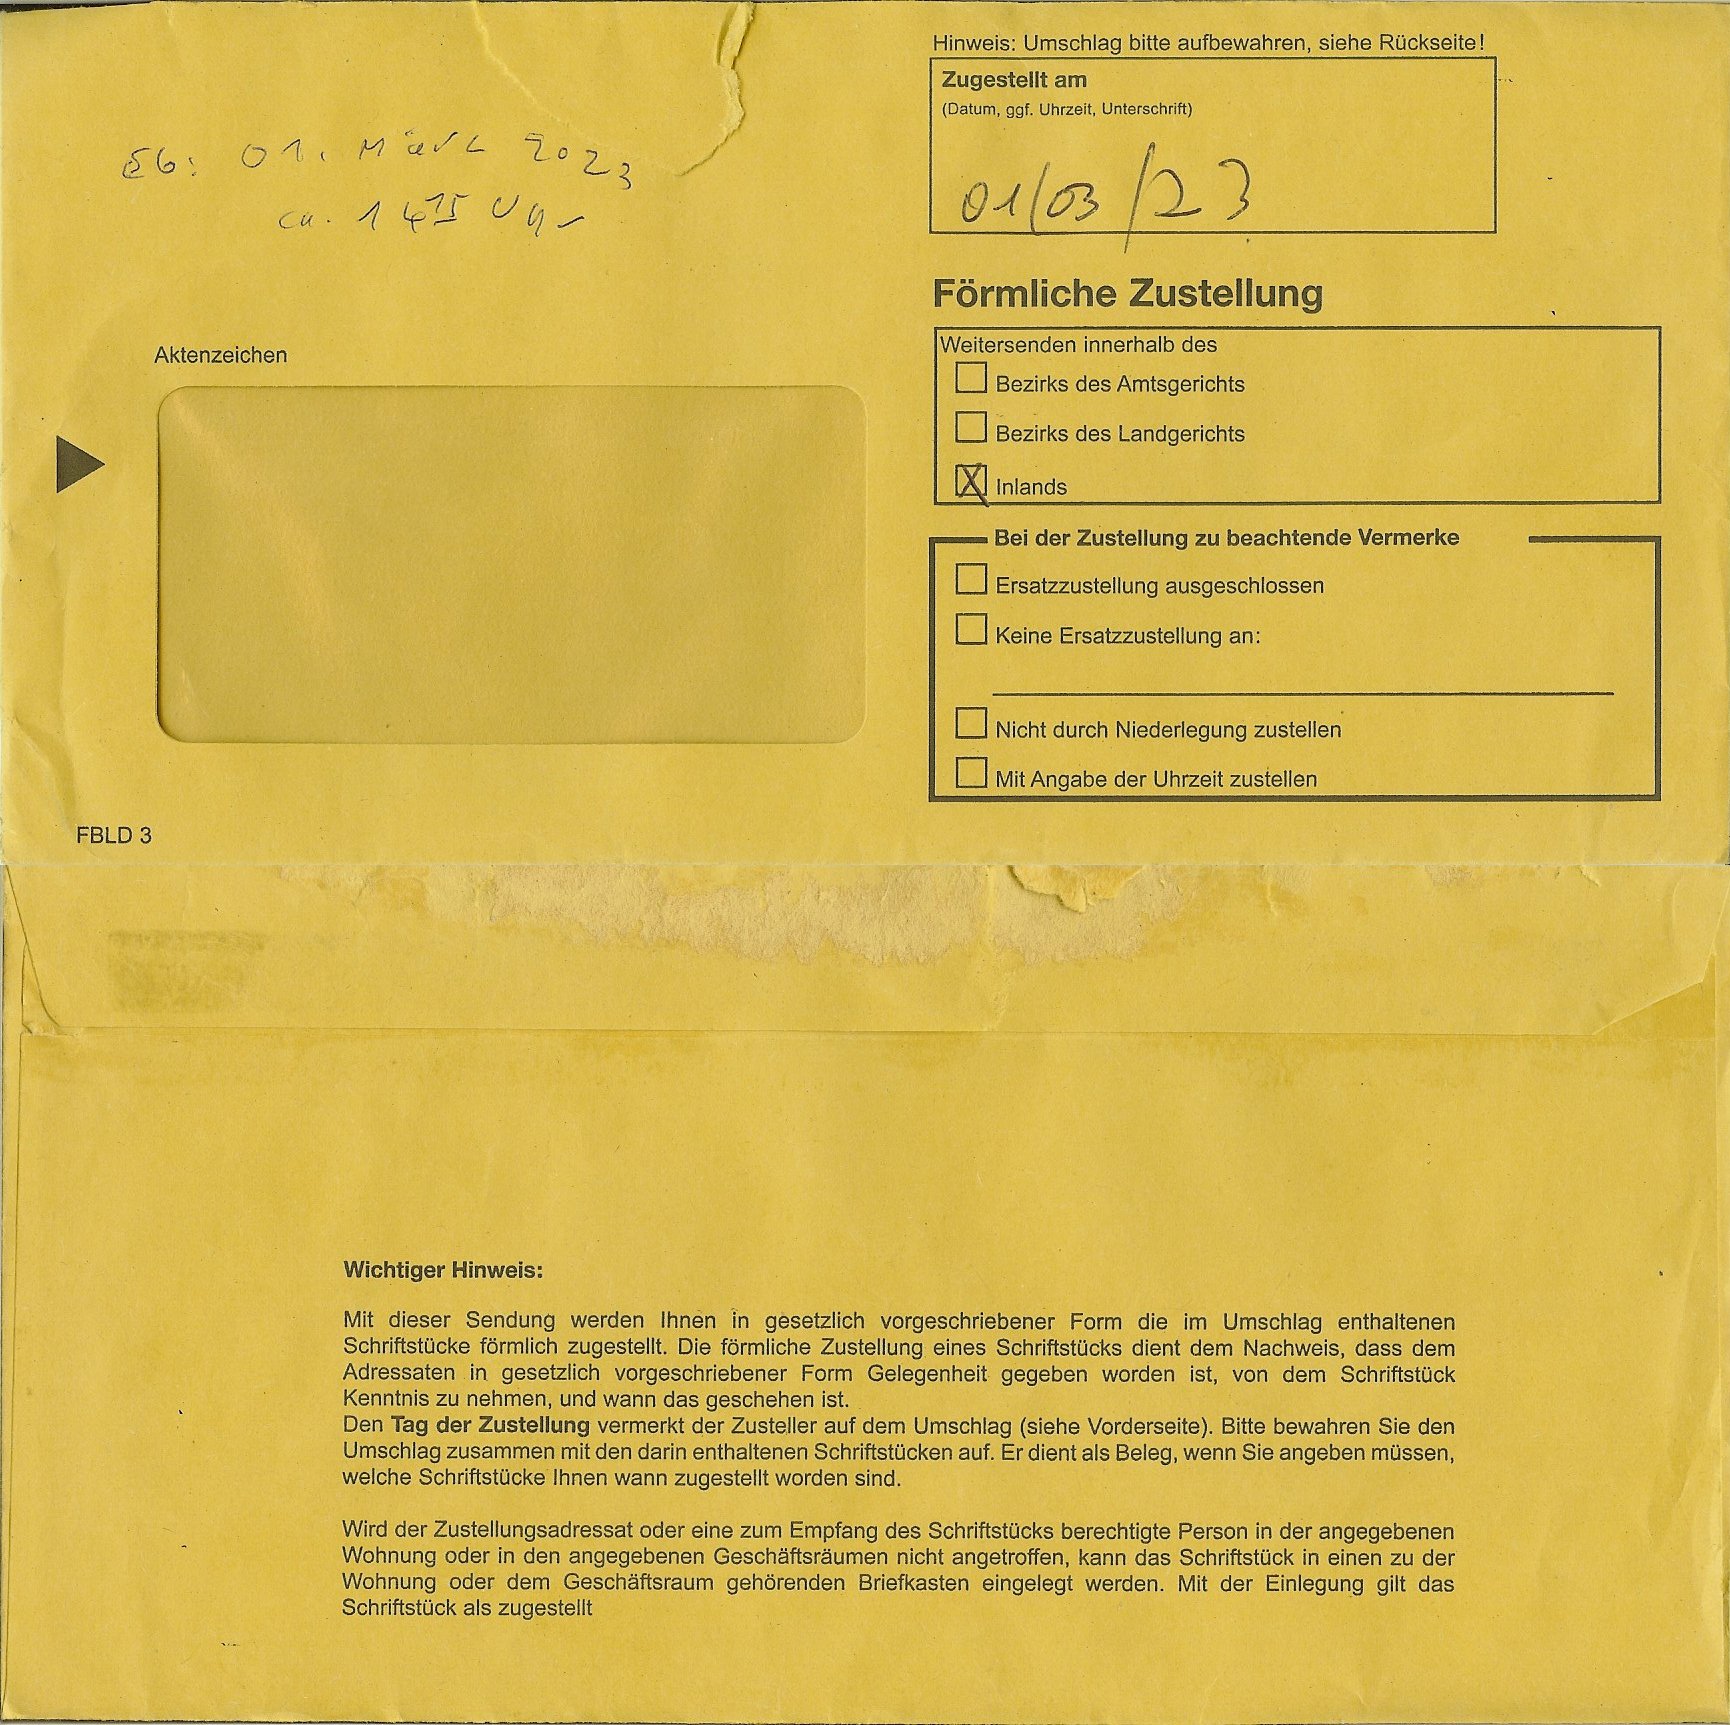 Hinweis: Umschlag bitte aufbewahren, siehe Rückseite!
Zugestellt am
(Datum, ggf. Uhrzeit, Unterschrift)
01/03/23
Eb: 01. März 2023
ca. 14 15 Uhr
Förmliche Zustellung
Weitersenden innerhalb des
Bezirks des Amtsgerichts
Bezirks des Landgerichts
X Inlands
Aktenzeichen
Bei der Zustellung zu beachtende Vermerke
Ersatzzustellung ausgeschlossen
Keine Ersatzzustellung an:
Nicht durch Niederlegung zustellen
Mit Angabe der Uhrzeit zustellen
FBLD 3
Wichtiger Hinweis:
Mit dieser Sendung werden Ihnen in gesetzlich vorgeschriebener Form die im Umschlag enthaltenen
Schriftstücke förmlich zugestellt. Die förmliche Zustellung eines Schriftstücks dient dem Nachweis, dass dem
Adressaten in gesetzlich vorgeschriebener Form Gelegenheit gegeben worden ist, von dem Schriftstück
Kenntnis zu nehmen, und wann das geschehen ist.
Den Tag der Zustellung vermerkt der Zusteller auf dem Umschlag (siehe Vorderseite). Bitte bewahren Sie den
Umschlag zusammen mit den darin enthaltenen Schriftstücken auf. Er dient als Beleg, wenn Sie angeben müssen,
welche Schriftstücke Ihnen wann zugestellt worden sind.
Wird der Zustellungsadressat oder eine zum Empfang des Schriftstücks berechtigte Person in der angegebenen
Wohnung oder in den angegebenen Geschäftsräumen nicht angetroffen, kann das Schriftstück in einen zu der
Wohnung oder dem Geschäftsraum gehörenden Briefkasten eingelegt werden. Mit der Einlegung gilt das
Schriftstück als zugestellt